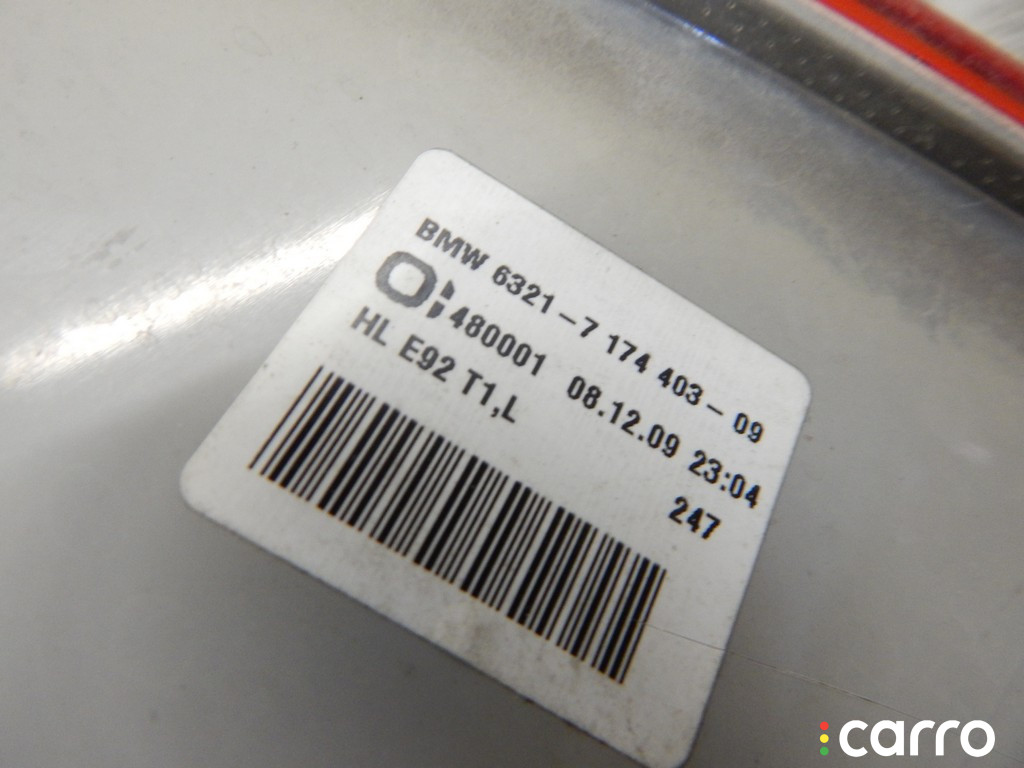 BMW 6321-7 174 403-09
480001 08.12.09 23:04
HL E92 T1,L
247
carro